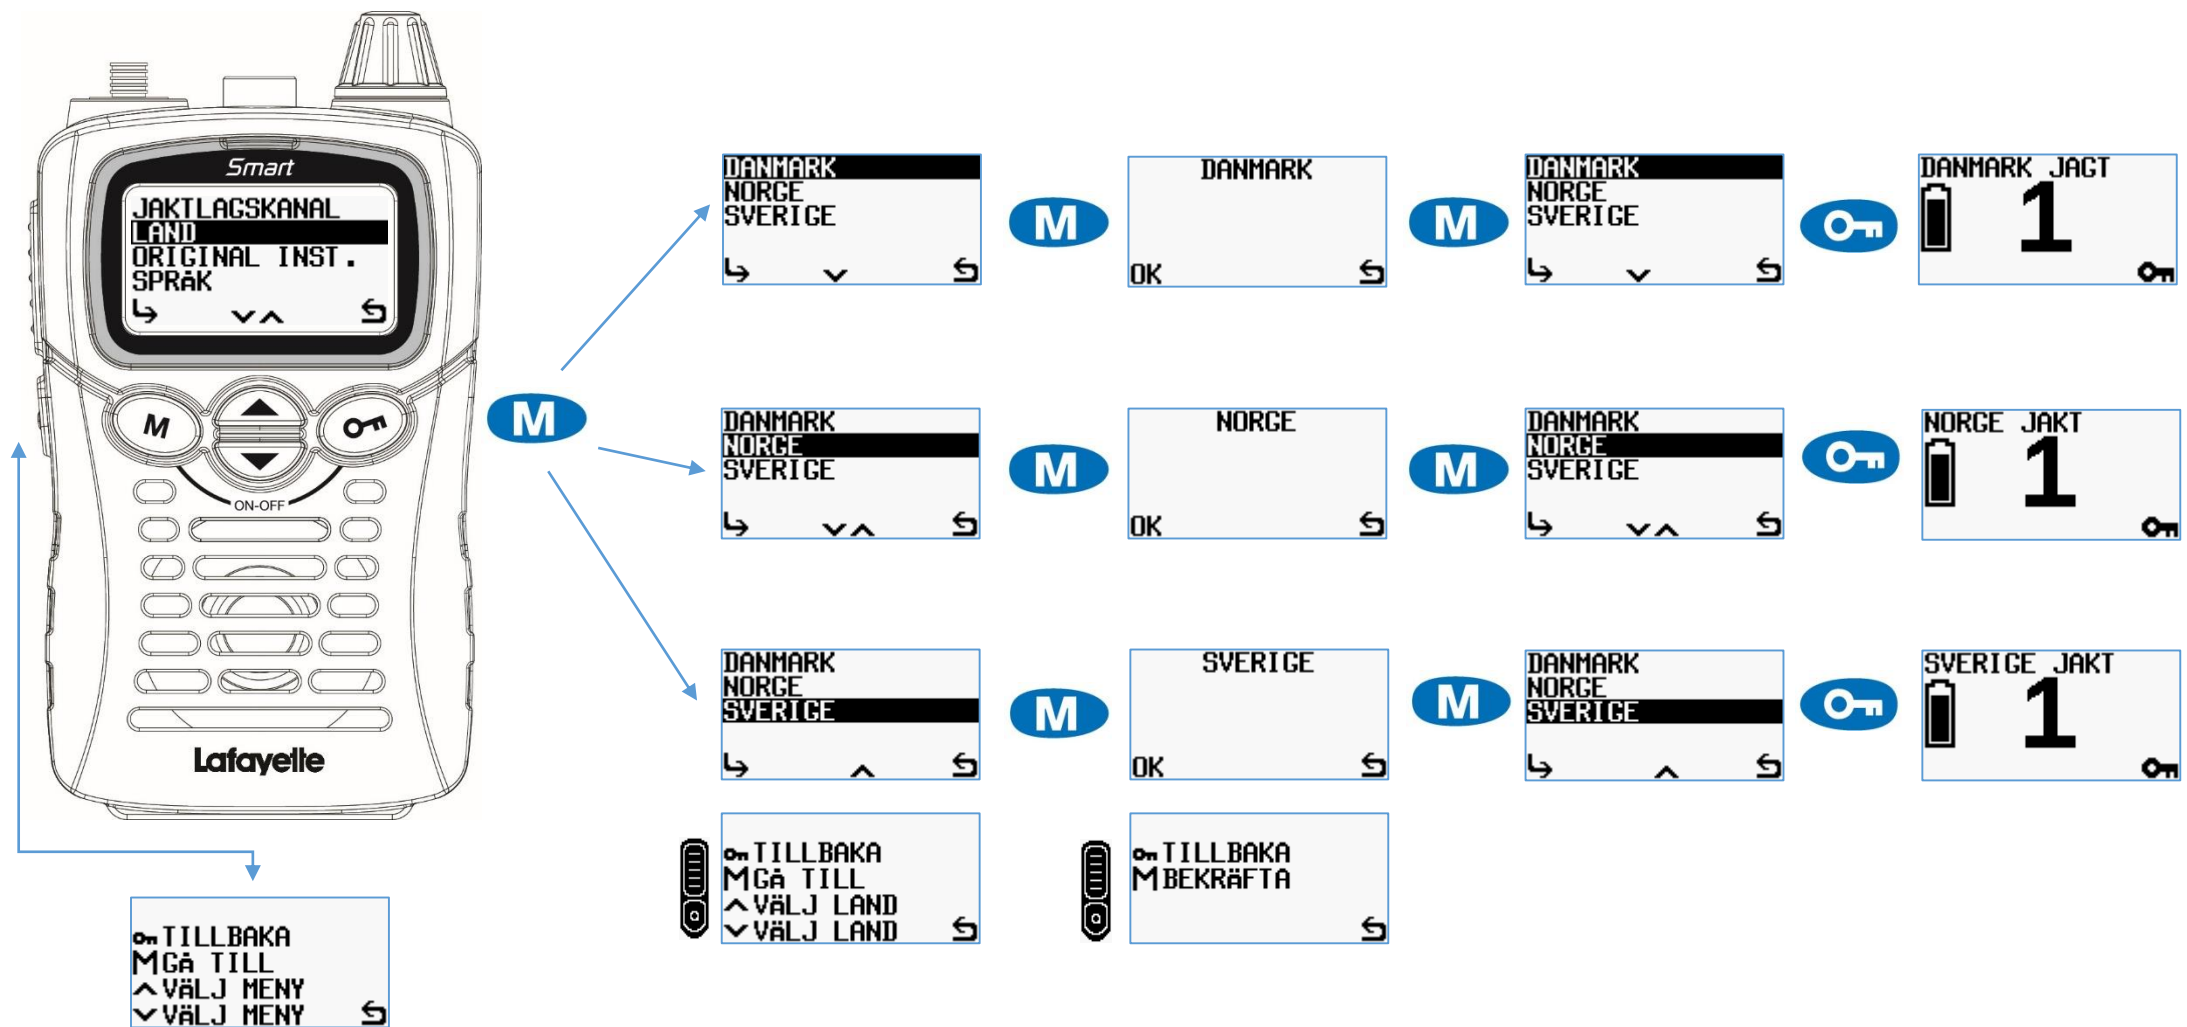 Smart
JAKTLAGSKANAL
LAND
ORIGINAL INST.
SPRÅK
M
ON-OFF
Lafayette
M
DANMARK
NORGE
SVERIGE
M
DANMARK
OK
M
DANMARK
NORGE
SVERIGE
DANMARK JAGT
1
DANMARK
NORGE
SVERIGE
M
NORGE
OK
M
DANMARK
NORGE
SVERIGE
NORGE JAKT
1
DANMARK
NORGE
SVERIGE
M
SVERIGE
OK
M
DANMARK
NORGE
SVERIGE
SVERIGE JAKT
1
TILLBAKA
M GÅ TILL
VÄLJ LAND
VÄLJ LAND
TILLBAKA
M BEKRÄFTA
TILLBAKA
M GÅ TILL
VÄLJ MENY
VÄLJ MENY